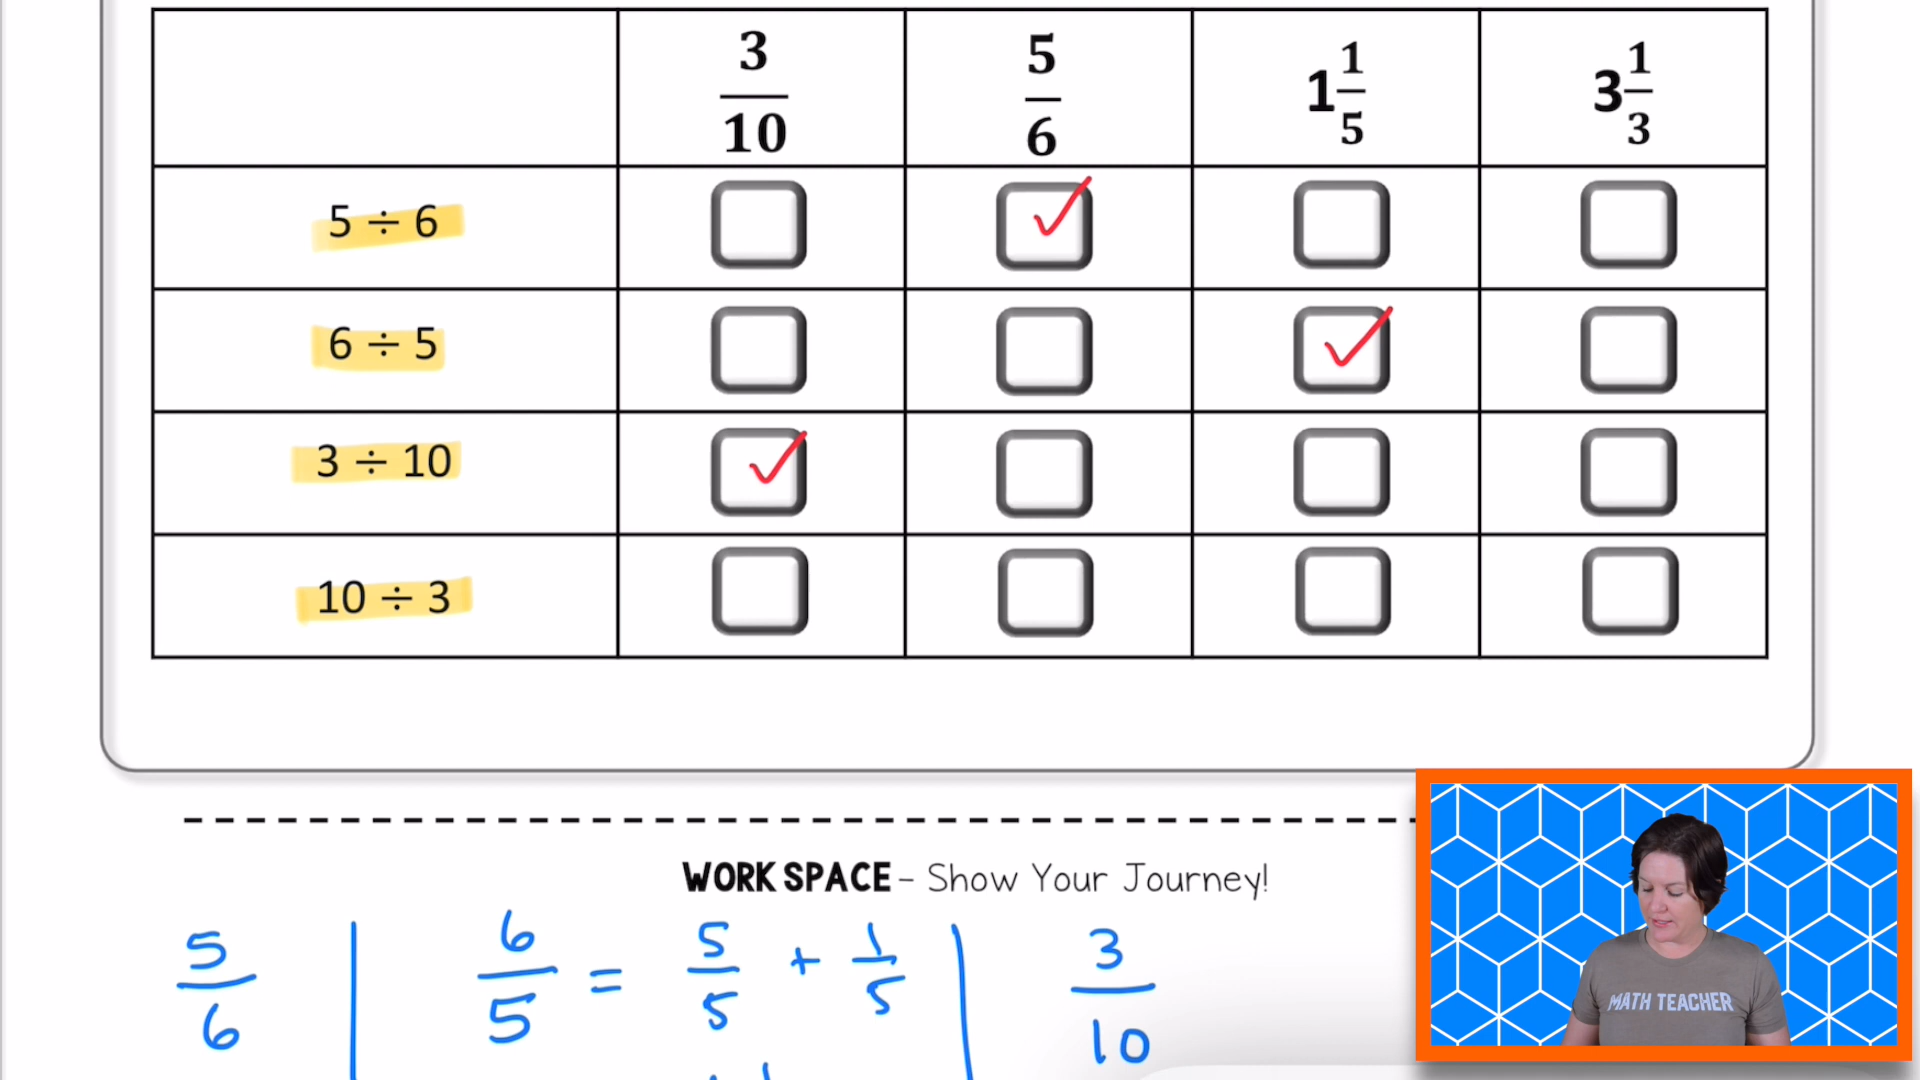 3/10 5/6 1 1/5 3 1/3
5 ÷ 6 ✓
6 ÷ 5 ✓
3 ÷ 10 ✓
10 ÷ 3
WORK SPACE – Show Your Journey!
5/6 | 6/5 = 5/5 + 1/5 | 3/10
MATH TEACHER